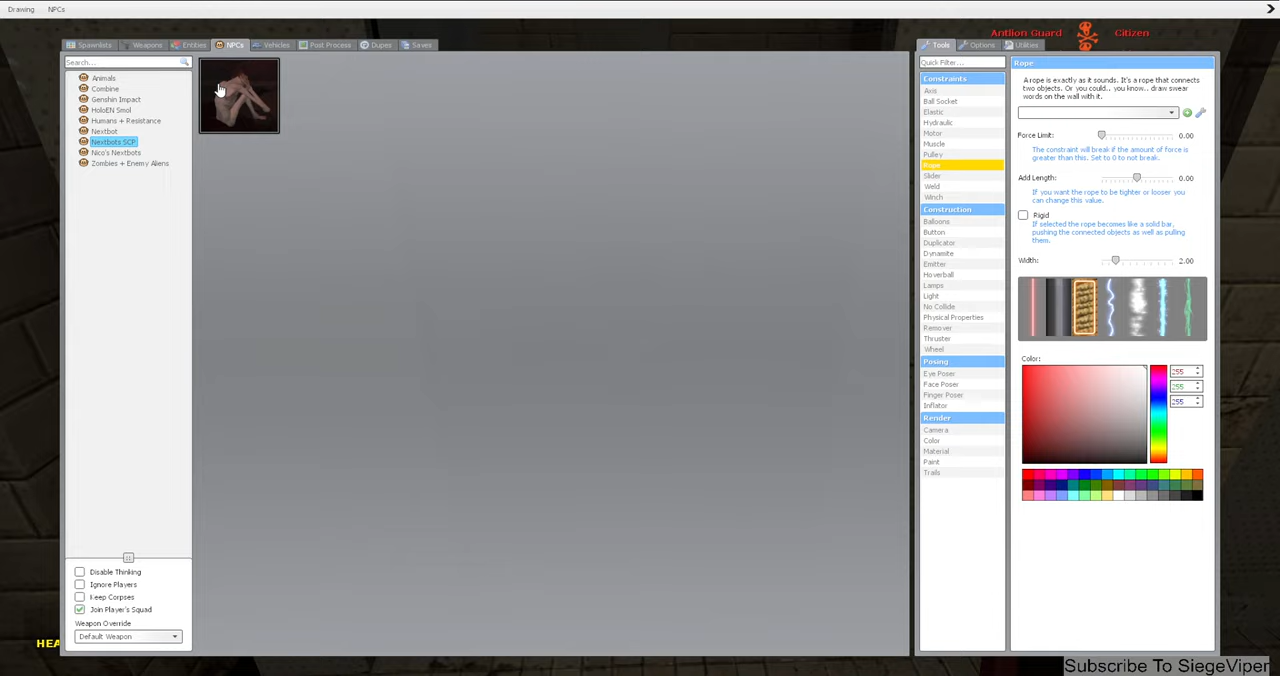 Drawing NPCs
Antlion Guard Citizen
Spawnlists Weapons Entities NPCs Vehicles Post Process Dupes Saves
Tools Options Utilities
Search...
Animals
Combine
Genshin Impact
HoloEN Smol
Humans + Resistance
Nextbot
Nextbots SCP
Nico's Nextbots
Zombies + Enemy Aliens
Disable Thinking
Ignore Players
Keep Corpses
Join Player's Squad
Weapon Override
Default Weapon
HEA
Quick Filter...
Constraints
Axis
Ball Socket
Elastic
Hydraulic
Motor
Muscle
Pulley
Rope
Slider
Weld
Winch
Construction
Balloons
Button
Duplicator
Dynamite
Emitter
Hoverball
Lamps
Light
No Collide
Physical Properties
Remover
Thruster
Wheel
Posing
Eye Poser
Face Poser
Finger Poser
Inflator
Render
Camera
Color
Material
Paint
Trails
Rope
A rope is exactly as it sounds. It's a rope that connects
two objects. Or you could.. you know.. draw swear
words on the wall with it.
Force Limit: 0.00
The constraint will break if the amount of force is
greater than this. Set to 0 to not break.
Add Length: 0.00
If you want the rope to be tighter or looser you
can change this value.
Rigid
If selected the rope becomes like a solid bar,
pushing the connected objects as well as pulling
them.
Width: 2.00
Color:
255
255
255
Subscribe To SiegeViper